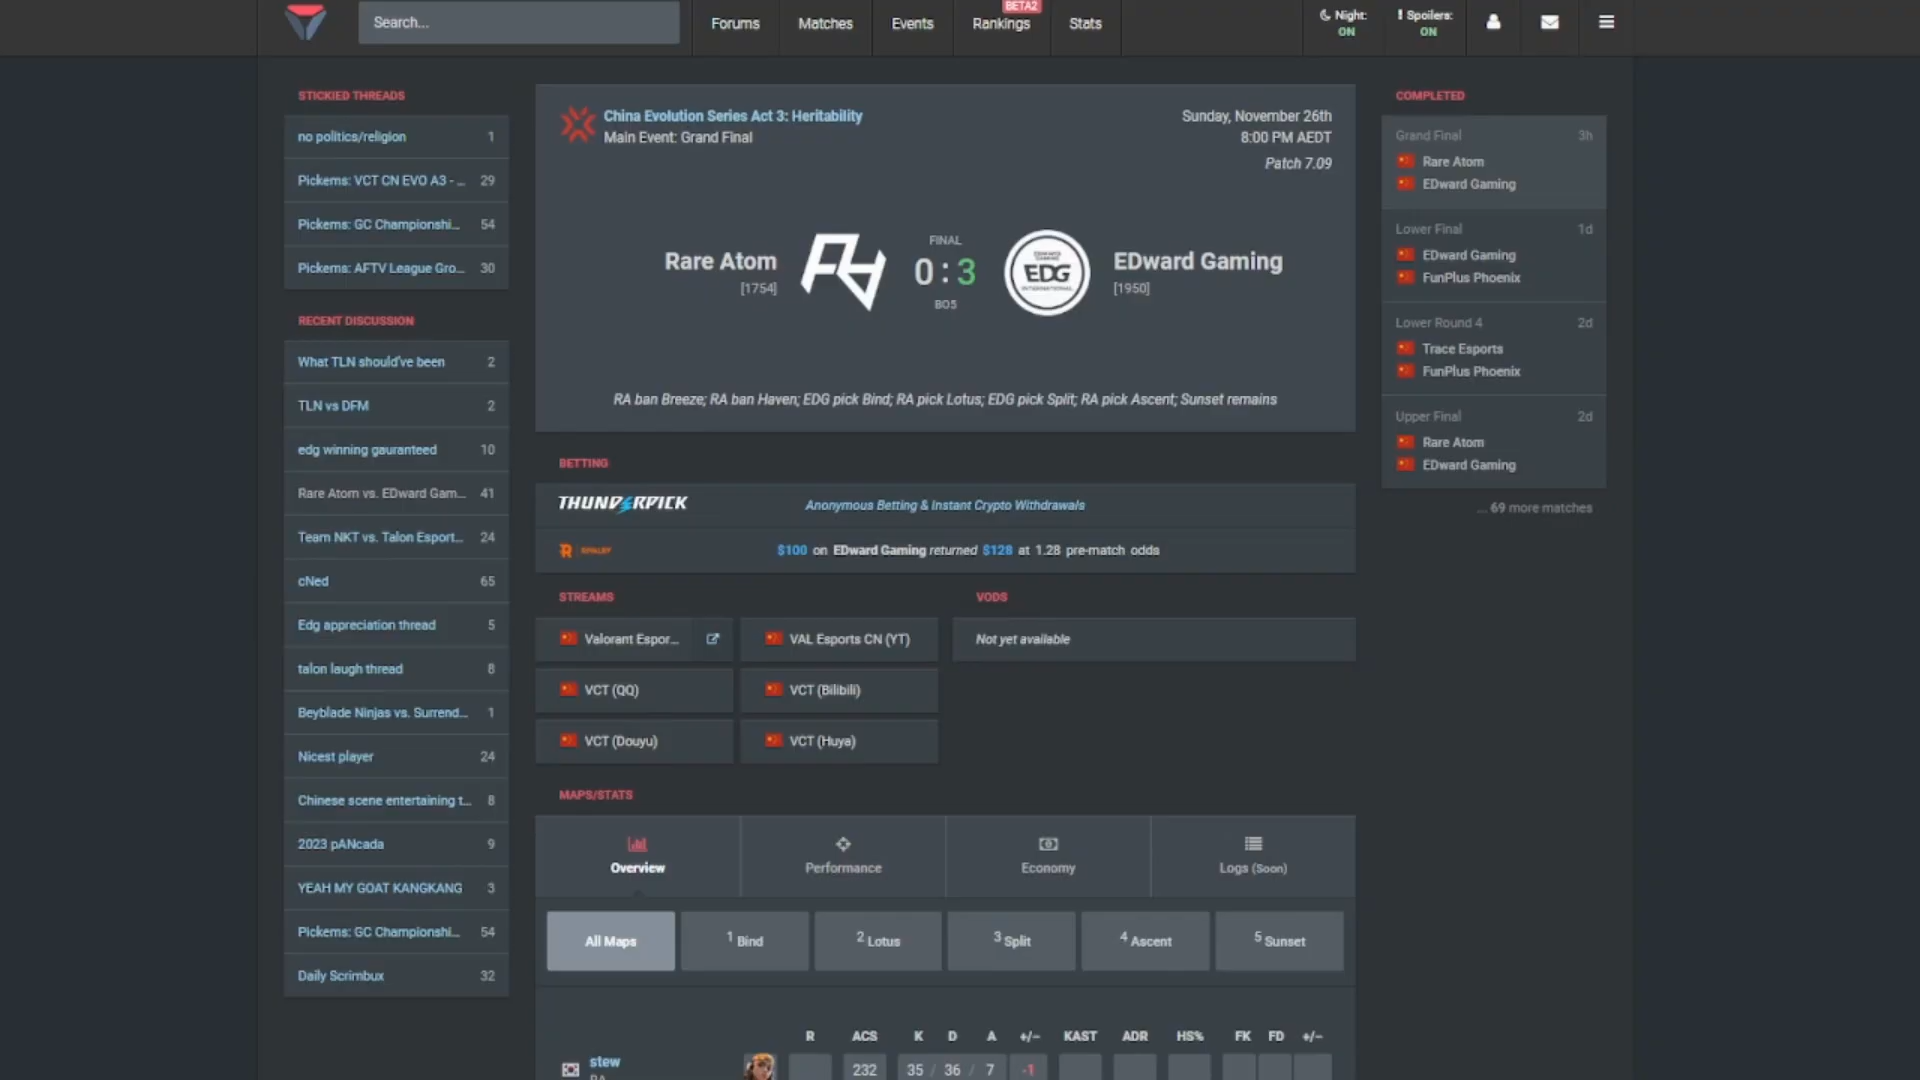 Search...
Forums
Matches
Events
BETA2
Rankings
Stats
Night:
ON
! Spoilers:
ON
STICKIED THREADS
no politics/religion 1
Pickems: VCT CN EVO A3 - ... 29
Pickems: GC Championshi... 54
Pickems: AFTV League Gro... 30
RECENT DISCUSSION
What TLN should've been 2
TLN vs DFM 2
edg winning gauranteed 10
Rare Atom vs. EDward Gam... 41
Team NKT vs. Talon Esport... 24
cNed 65
Edg appreciation thread 5
talon laugh thread 8
Beyblade Ninjas vs. Surrend... 1
Nicest player 24
Chinese scene entertaining t... 8
2023 pANcada 9
YEAH MY GOAT KANGKANG 3
Pickems: GC Championshi... 54
Daily Scrimbux 32
China Evolution Series Act 3: Heritability
Main Event: Grand Final
Sunday, November 26th
8:00 PM AEDT
Patch 7.09
Rare Atom
[1754]
FINAL
0 : 3
BO5
EDG
EDward Gaming
[1950]
RA ban Breeze; RA ban Haven; EDG pick Bind; RA pick Lotus; EDG pick Split; RA pick Ascent; Sunset remains
BETTING
THUNDERPICK
Anonymous Betting & Instant Crypto Withdrawals
RIVALRY
$100 on EDward Gaming returned $128 at 1.28 pre-match odds
STREAMS
Valorant Espor...
VAL Esports CN (YT)
VCT (QQ)
VCT (Bilibili)
VCT (Douyu)
VCT (Huya)
VODS
Not yet available
MAPS/STATS
Overview
Performance
Economy
Logs (Soon)
All Maps
1 Bind
2 Lotus
3 Split
4 Ascent
5 Sunset
R ACS K D A +/– KAST ADR HS% FK FD +/–
stew 232 35 / 36 / 7 -1
COMPLETED
Grand Final 3h
Rare Atom
EDward Gaming
Lower Final 1d
EDward Gaming
FunPlus Phoenix
Lower Round 4 2d
Trace Esports
FunPlus Phoenix
Upper Final 2d
Rare Atom
EDward Gaming
... 69 more matches